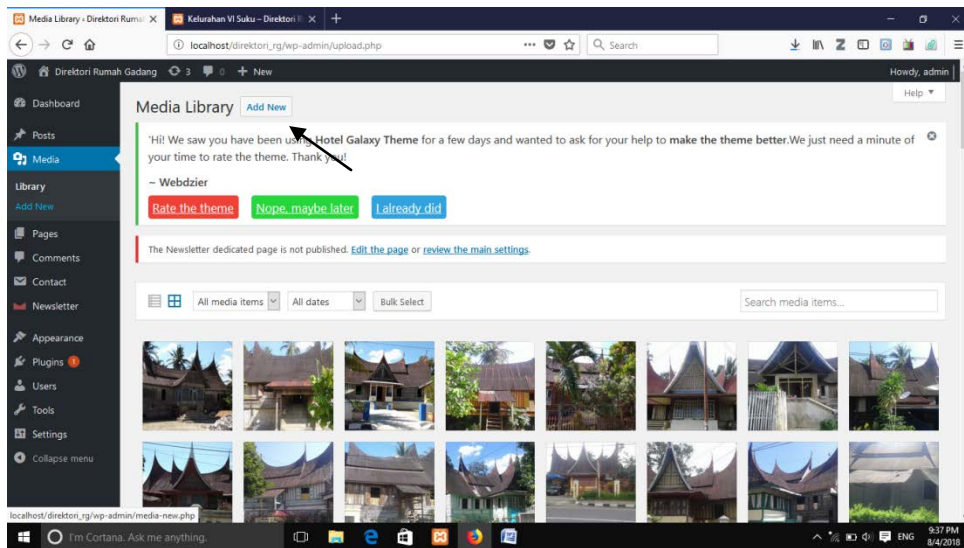 Media Library ‹ Direktori Ruma
Kelurahan VI Suku – Direktori R
localhost/direktori_rg/wp-admin/upload.php
Search
Direktori Rumah Gadang
3
0
New
Howdy, admin
Dashboard
Posts
Media
Library
Add New
Pages
Comments
Contact
Newsletter
Appearance
Plugins 1
Users
Tools
Settings
Collapse menu
Help
Media Library Add New
'Hi! We saw you have been using Hotel Galaxy Theme for a few days and wanted to ask for your help to make the theme better.We just need a minute of
your time to rate the theme. Thank you!
~ Webdzier
Rate the theme Nope, maybe later I already did
The Newsletter dedicated page is not published. Edit the page or review the main settings.
All media items All dates Bulk Select Search media items...
localhost/direktori_rg/wp-admin/media-new.php
I'm Cortana. Ask me anything.
ENG
9:37 PM
8/4/2018